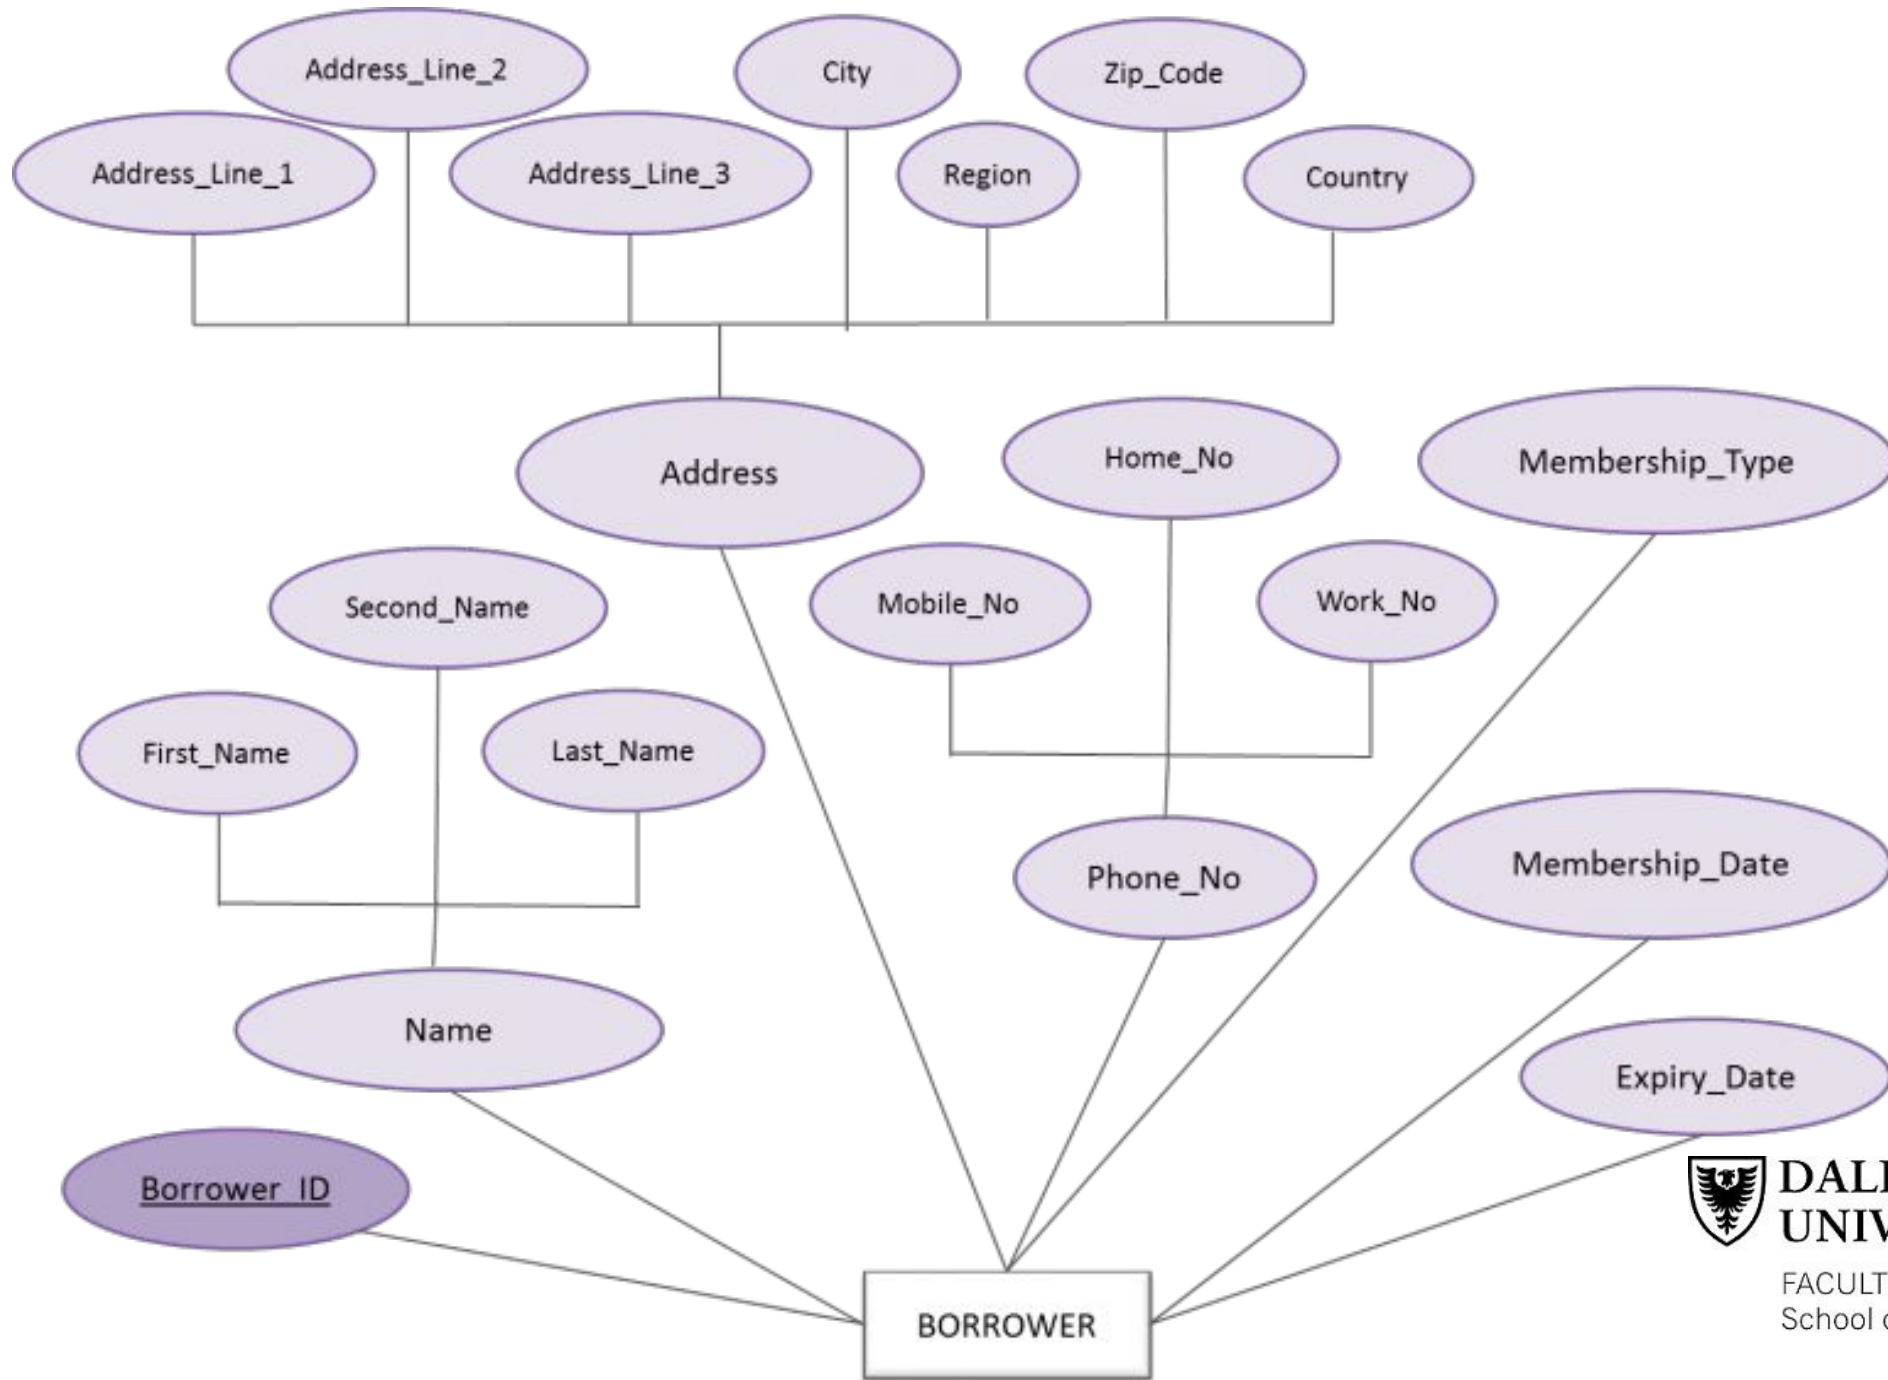 Address_Line_2
City
Zip_Code
Address_Line_1
Address_Line_3
Region
Country
Address
Home_No
Membership_Type
Second_Name
Mobile_No
Work_No
First_Name
Last_Name
Phone_No
Membership_Date
Name
Expiry_Date
Borrower_ID
BORROWER